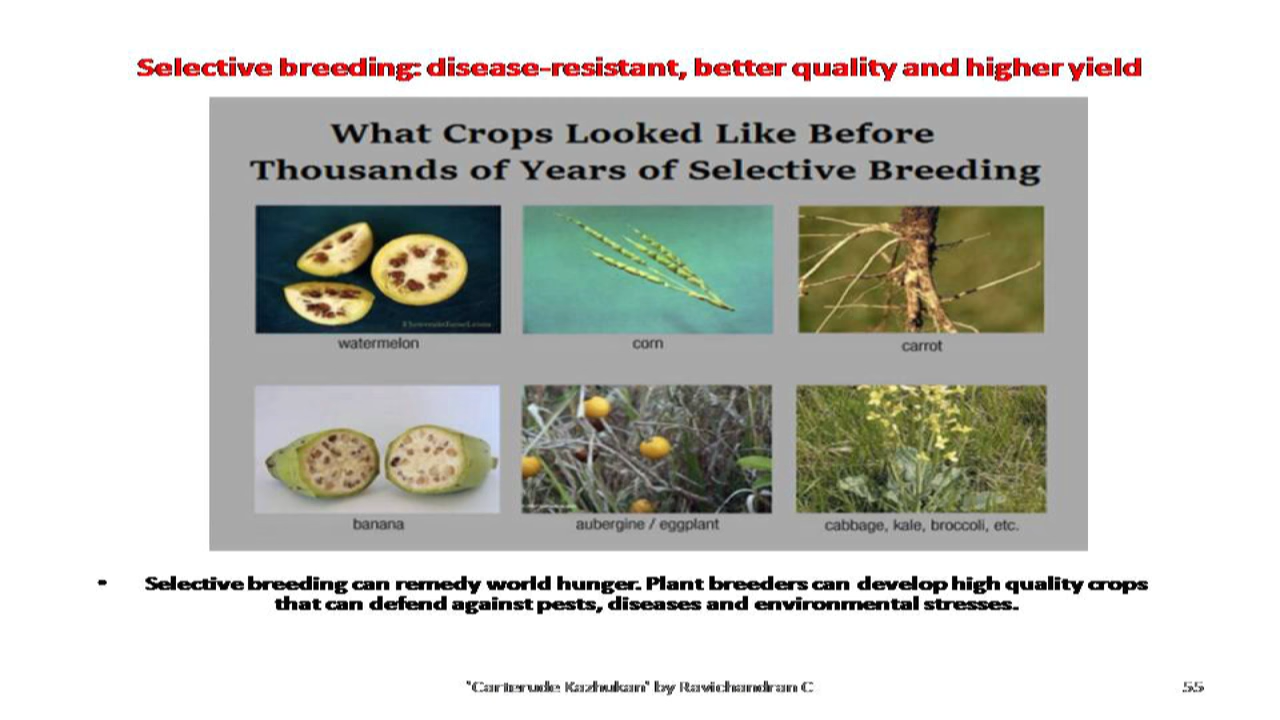 Selective breeding: disease-resistant, better quality and higher yield
What Crops Looked Like Before
Thousands of Years of Selective Breeding
watermelon
corn
carrot
banana
aubergine / eggplant
cabbage, kale, broccoli, etc.
• Selective breeding can remedy world hunger. Plant breeders can develop high quality crops
that can defend against pests, diseases and environmental stresses.
'Carterude Kazhukan' by Ravichandran C
55